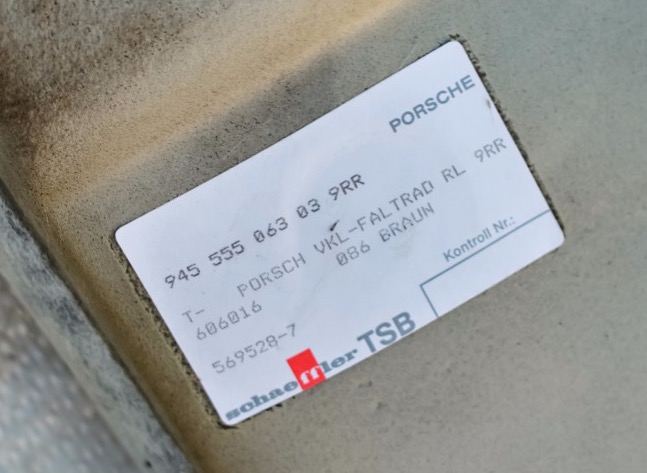 PORSCHE
945 555 063 03 9RR
T- PORSCH VKL-FALTRAD RL 9RR
606016 086 BRAUN
569528-7
Kontroll Nr.:
schaeffler TSB